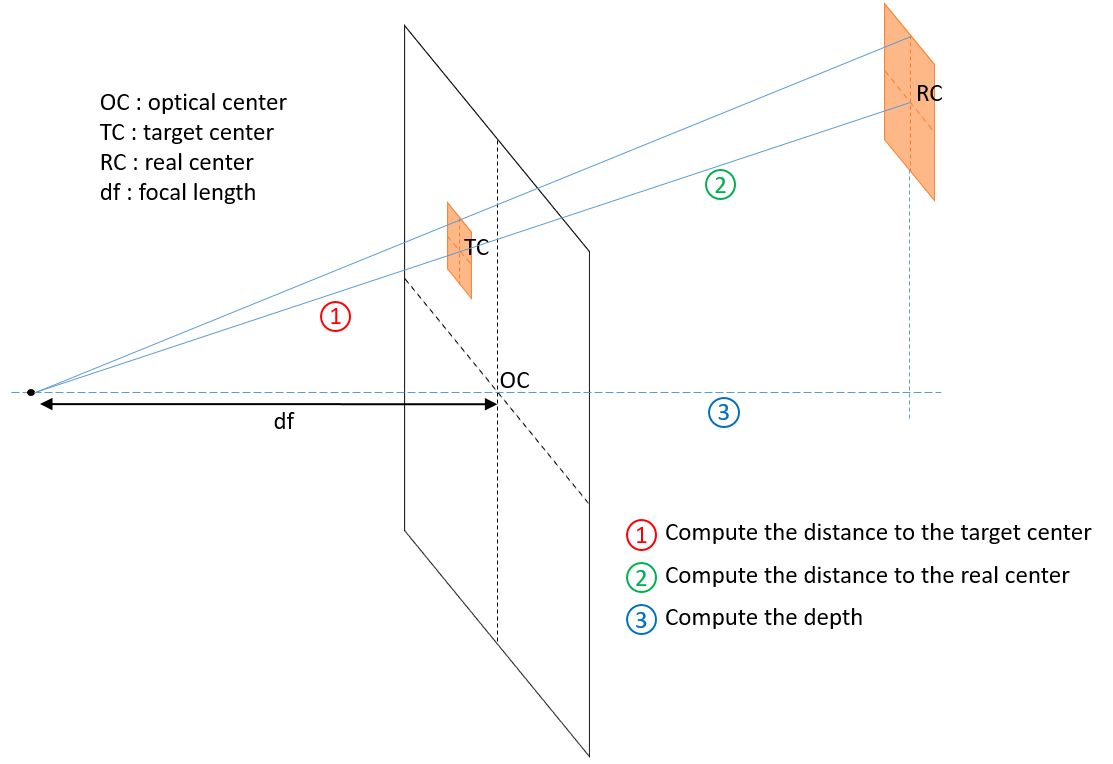 OC : optical center
TC : target center
RC : real center
df : focal length
RC
2
TC
1
OC
3
df
1 Compute the distance to the target center
2 Compute the distance to the real center
3 Compute the depth